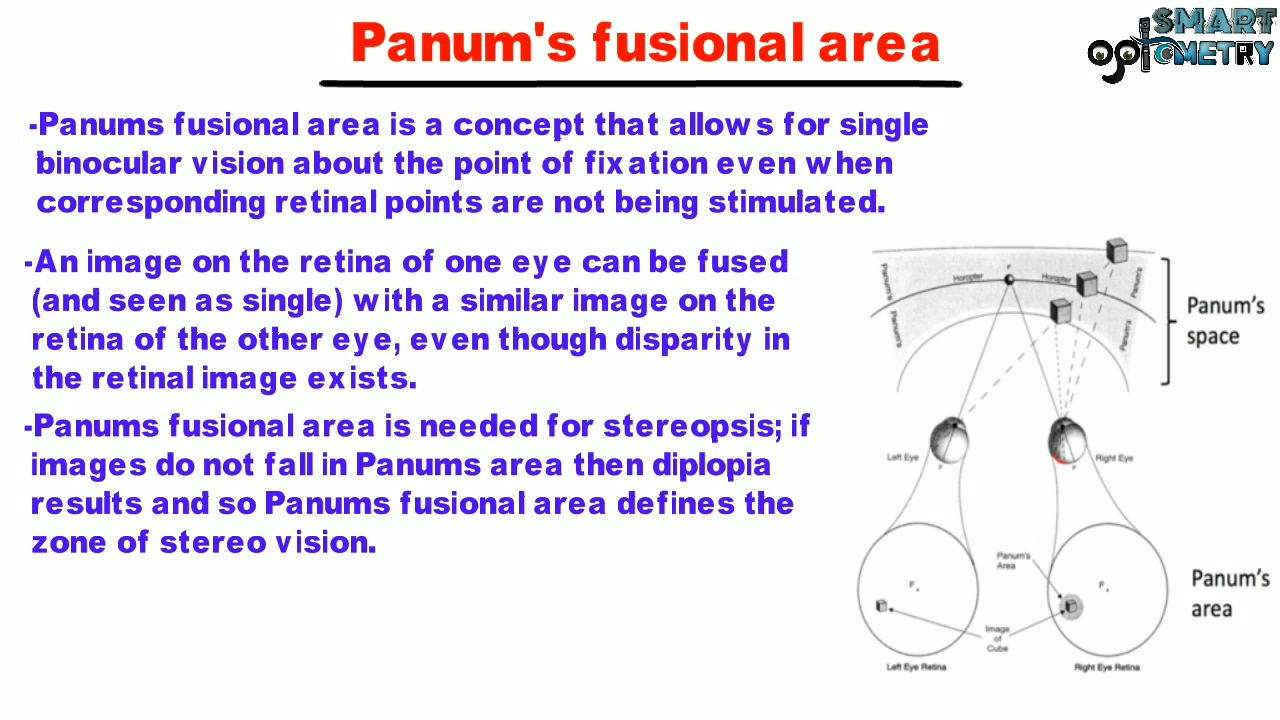 Panum's fusional area
SMART
OPTOMETRY
-Panums fusional area is a concept that allows for single
binocular vision about the point of fixation even when
corresponding retinal points are not being stimulated.
-An image on the retina of one eye can be fused
(and seen as single) with a similar image on the
retina of the other eye, even though disparity in
the retinal image exists.
-Panums fusional area is needed for stereopsis; if
images do not fall in Panums area then diplopia
results and so Panums fusional area defines the
zone of stereo vision.
F
Horopter
Horopter
Panum's
Panum's
Panum's
Panum's
Panum's
space
Left Eye
F
F
Right Eye
Panum's
Area
F
F
Image
of
Cube
Left Eye Retina
Right Eye Retina
Panum's
area